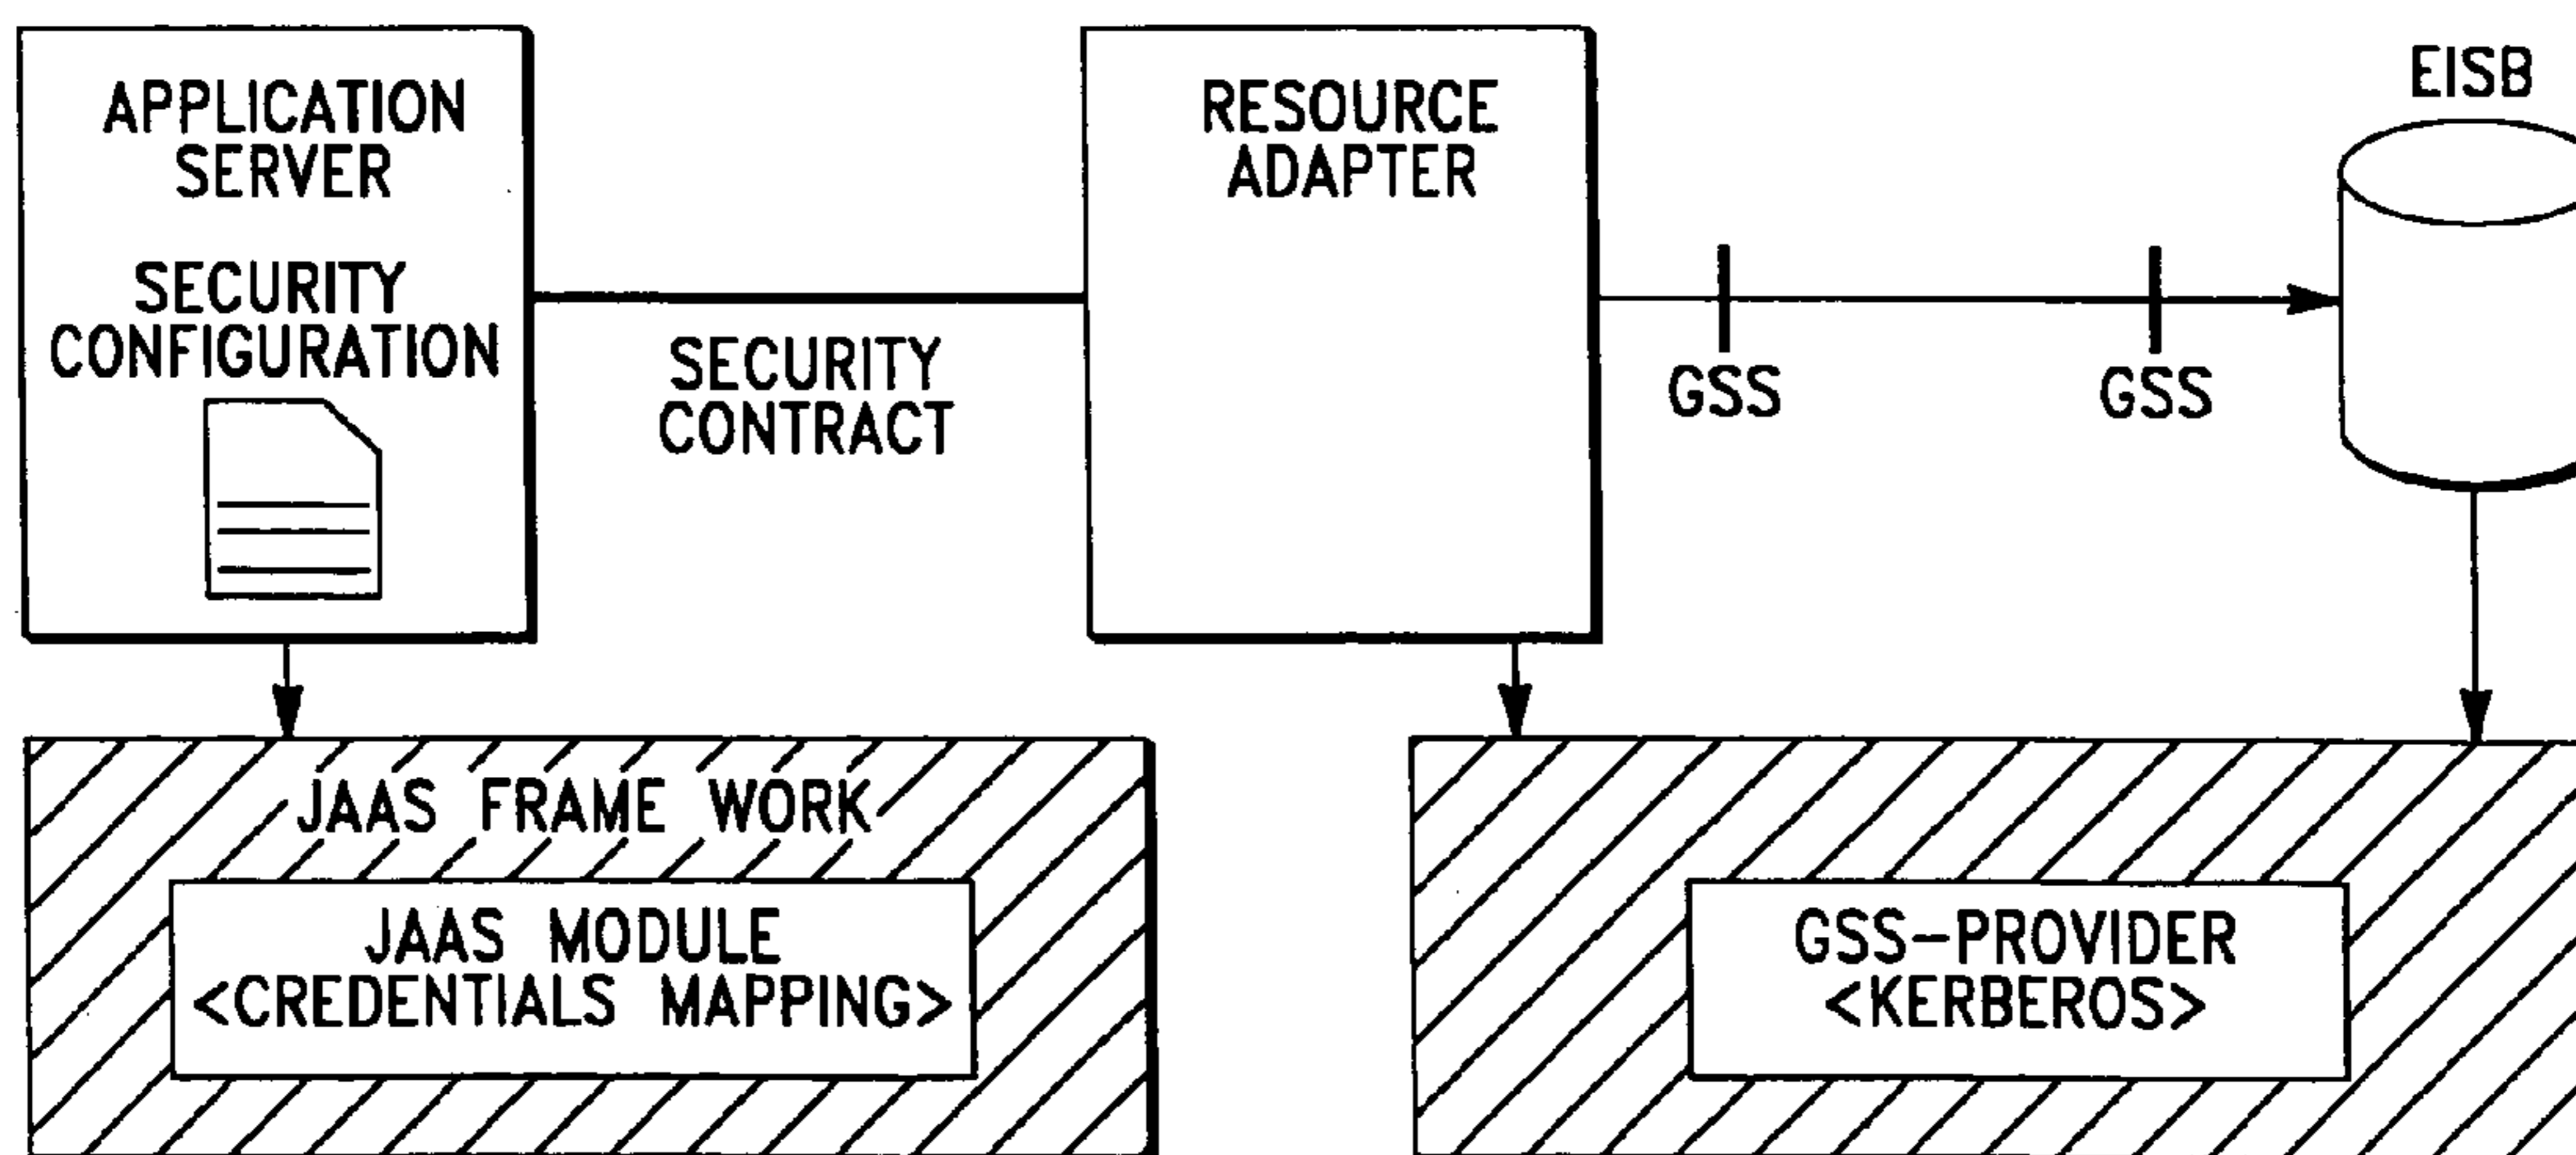 APPLICATION
SERVER
SECURITY
CONFIGURATION
SECURITY
CONTRACT
RESOURCE
ADAPTER
GSS
GSS
EISB
JAAS FRAME WORK
JAAS MODULE
<CREDENTIALS MAPPING>
GSS-PROVIDER
<KERBEROS>